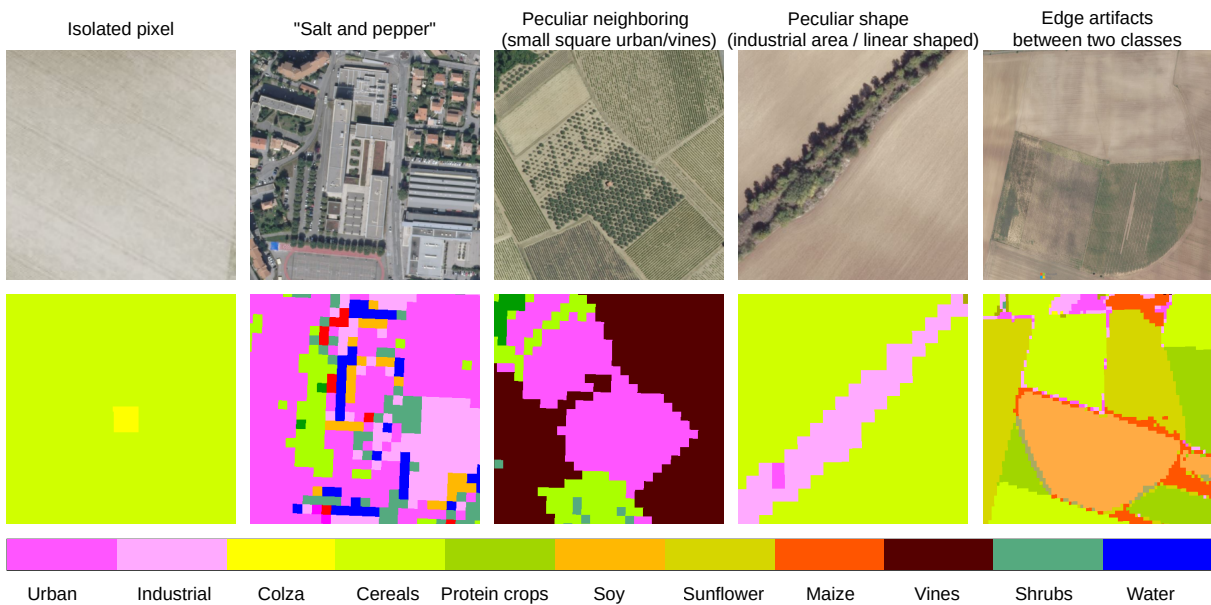 Isolated pixel
"Salt and pepper"
Peculiar neighboring
(small square urban/vines)
Peculiar shape
(industrial area / linear shaped)
Edge artifacts
between two classes
Urban
Industrial
Colza
Cereals
Protein crops
Soy
Sunflower
Maize
Vines
Shrubs
Water